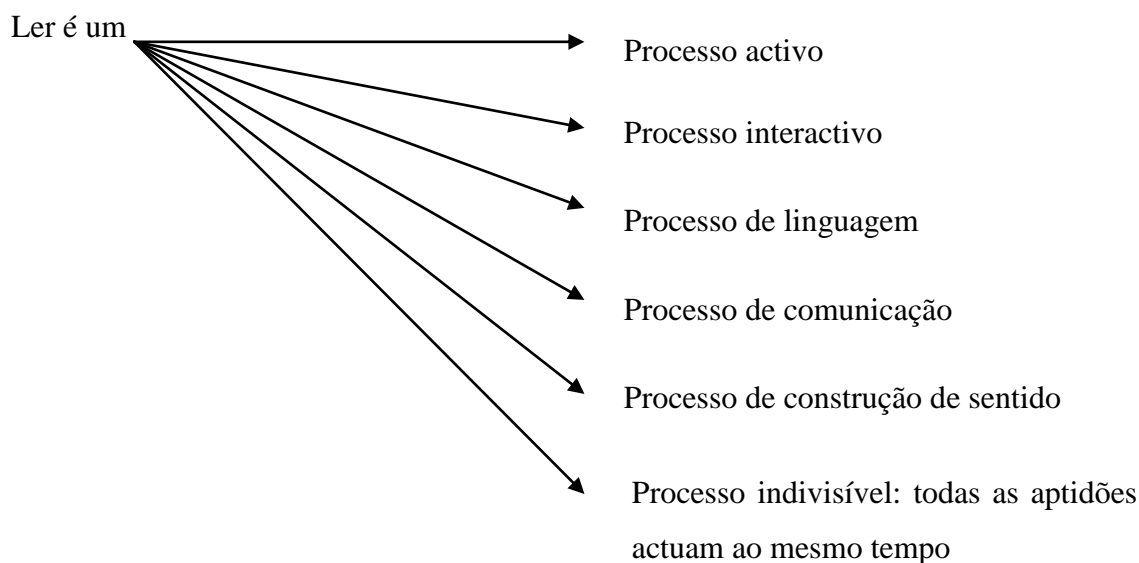 Ler é um
Processo activo
Processo interactivo
Processo de linguagem
Processo de comunicação
Processo de construção de sentido
Processo indivisível: todas as aptidões
actuam ao mesmo tempo